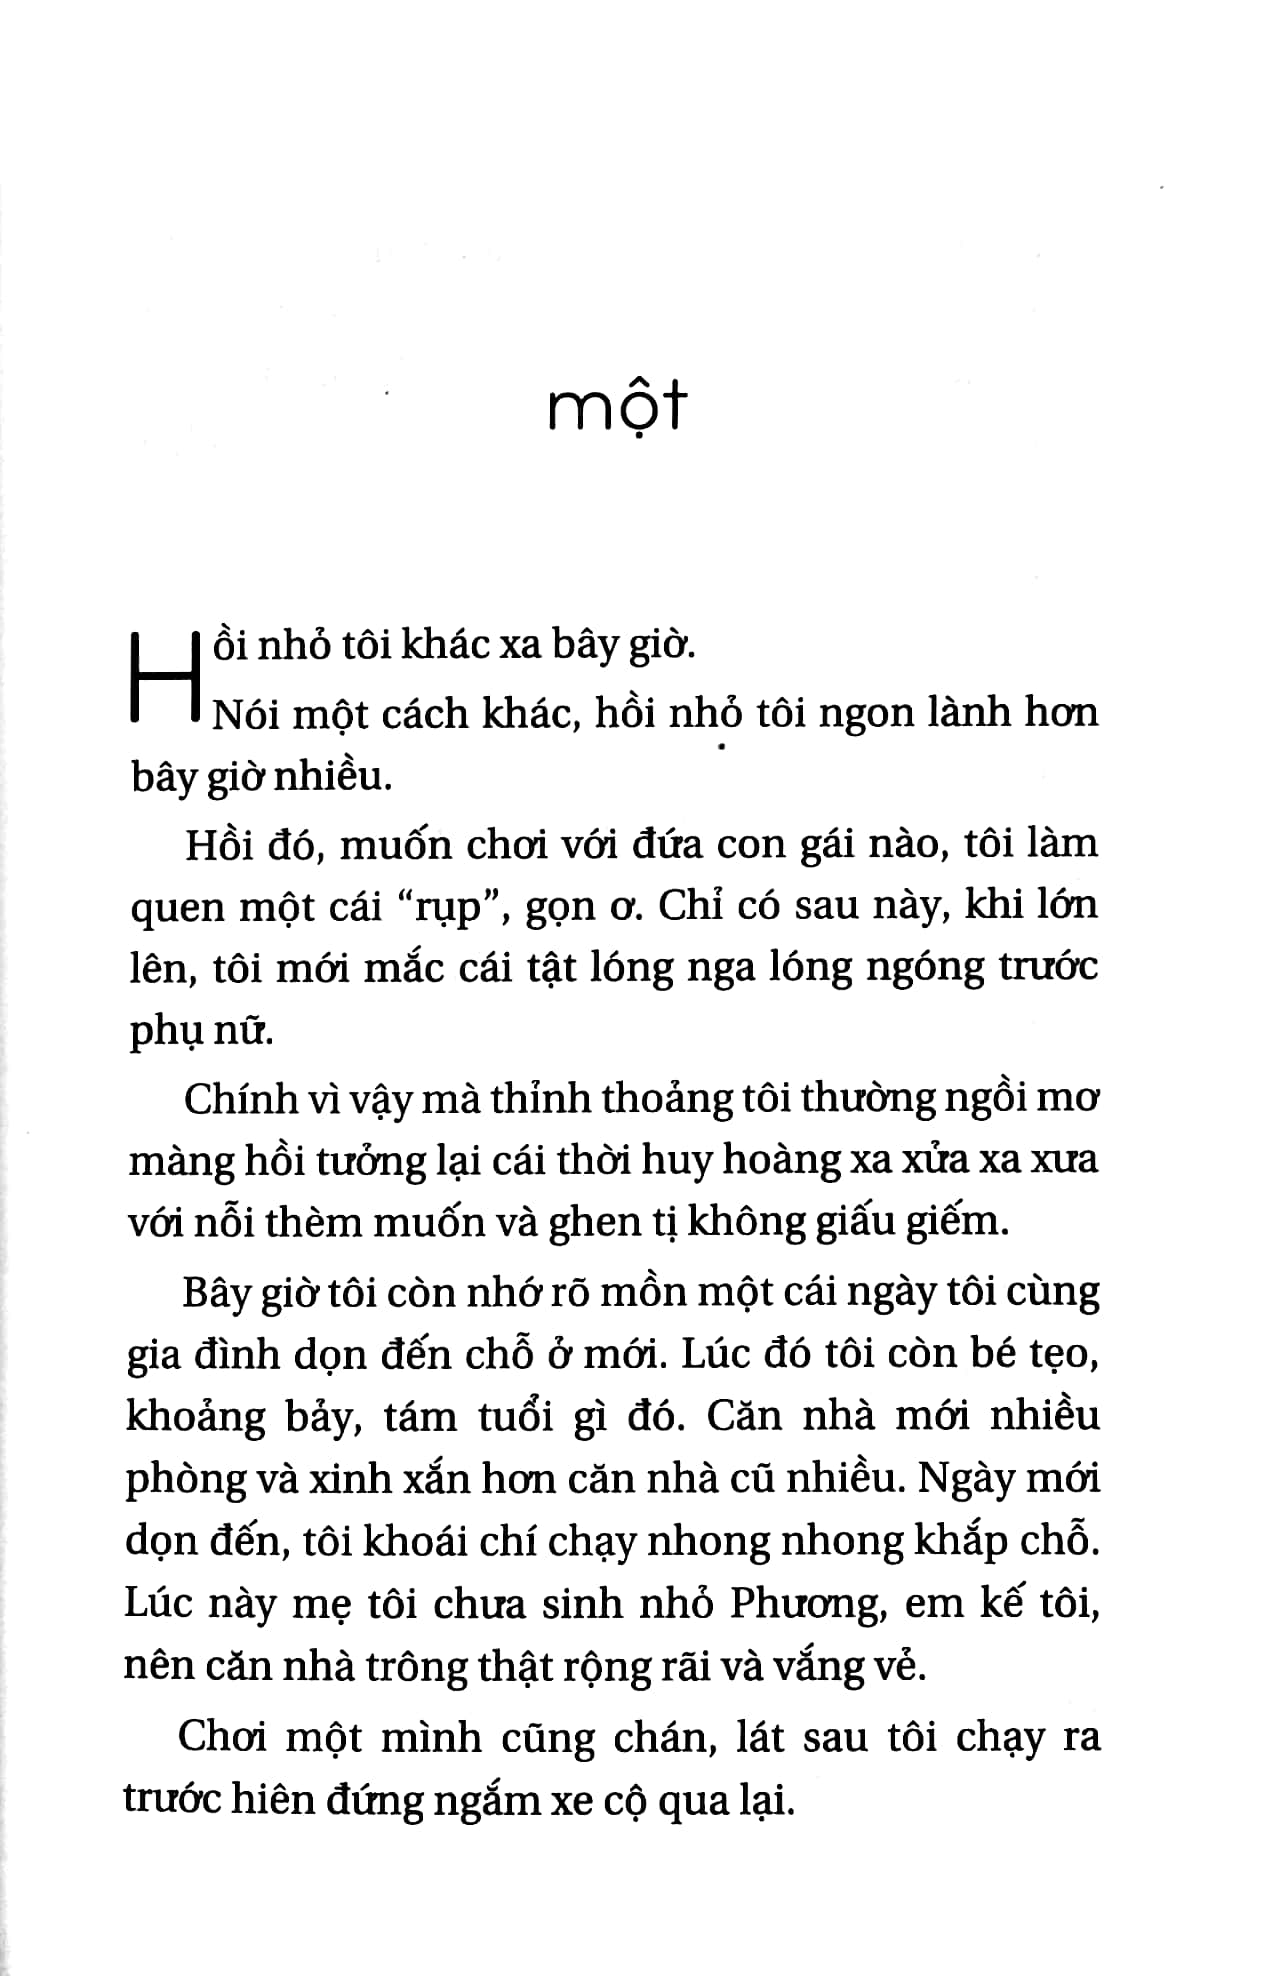 một
Hồi nhỏ tôi khác xa bây giờ.
Nói một cách khác, hồi nhỏ tôi ngon lành hơn
bây giờ nhiều.
Hồi đó, muốn chơi với đứa con gái nào, tôi làm
quen một cái “rụp”, gọn ơ. Chỉ có sau này, khi lớn
lên, tôi mới mắc cái tật lóng nga lóng ngóng trước
phụ nữ.
Chính vì vậy mà thỉnh thoảng tôi thường ngồi mơ
màng hồi tưởng lại cái thời huy hoàng xa xửa xa xưa
với nỗi thèm muốn và ghen tị không giấu giếm.
Bây giờ tôi còn nhớ rõ mồn một cái ngày tôi cùng
gia đình dọn đến chỗ ở mới. Lúc đó tôi còn bé tẹo,
khoảng bảy, tám tuổi gì đó. Căn nhà mới nhiều
phòng và xinh xắn hơn căn nhà cũ nhiều. Ngày mới
dọn đến, tôi khoái chí chạy nhong nhong khắp chỗ.
Lúc này mẹ tôi chưa sinh nhỏ Phương, em kế tôi,
nên căn nhà trông thật rộng rãi và vắng vẻ.
Chơi một mình cũng chán, lát sau tôi chạy ra
trước hiên đứng ngắm xe cộ qua lại.